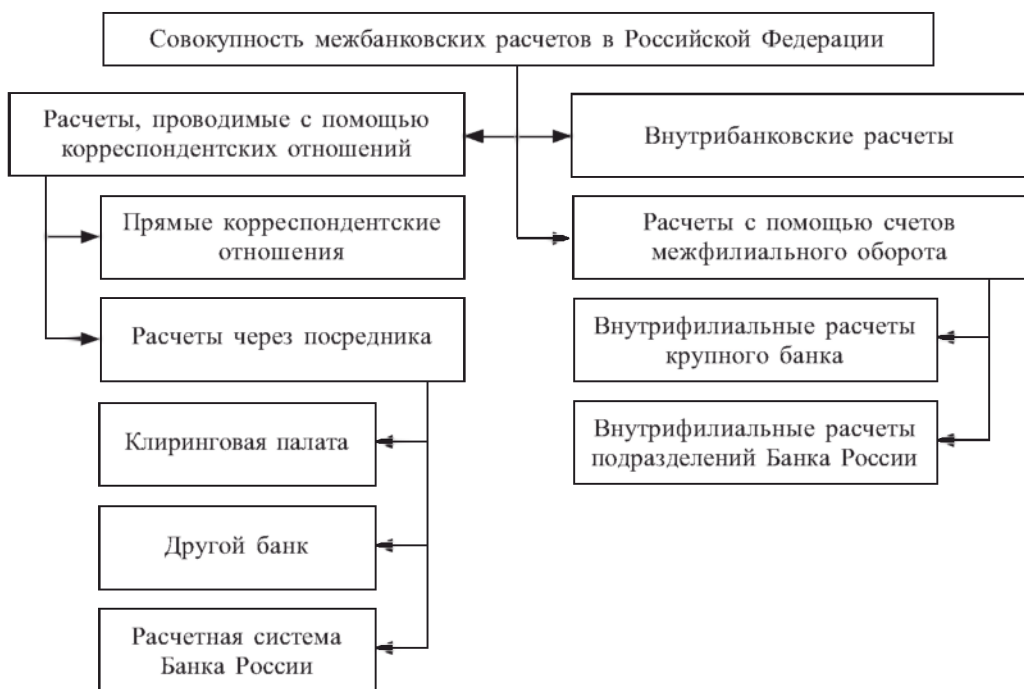 Совокупность межбанковских расчетов в Российской Федерации
Расчеты, проводимые с помощью
корреспондентских отношений
Внутрибанковские расчеты
Прямые корреспондентские
отношения
Расчеты с помощью счетов
межфилиального оборота
Расчеты через посредника
Внутрифилиальные расчеты
крупного банка
Клиринговая палата
Внутрифилиальные расчеты
подразделений Банка России
Другой банк
Расчетная система
Банка России